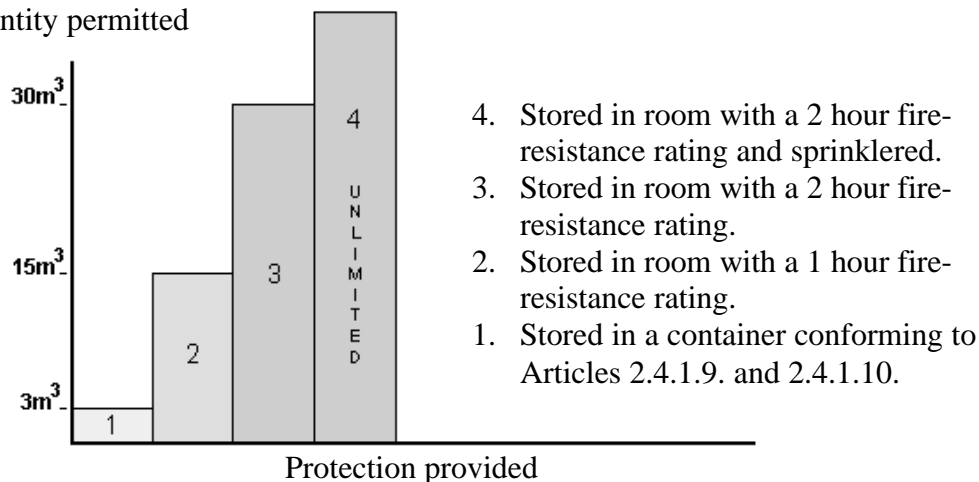 ntity permitted
30m³
15m³
3m³
1
2
3
4
UNLIMITED
4. Stored in room with a 2 hour fire-
resistance rating and sprinklered.
3. Stored in room with a 2 hour fire-
resistance rating.
2. Stored in room with a 1 hour fire-
resistance rating.
1. Stored in a container conforming to
Articles 2.4.1.9. and 2.4.1.10.
Protection provided